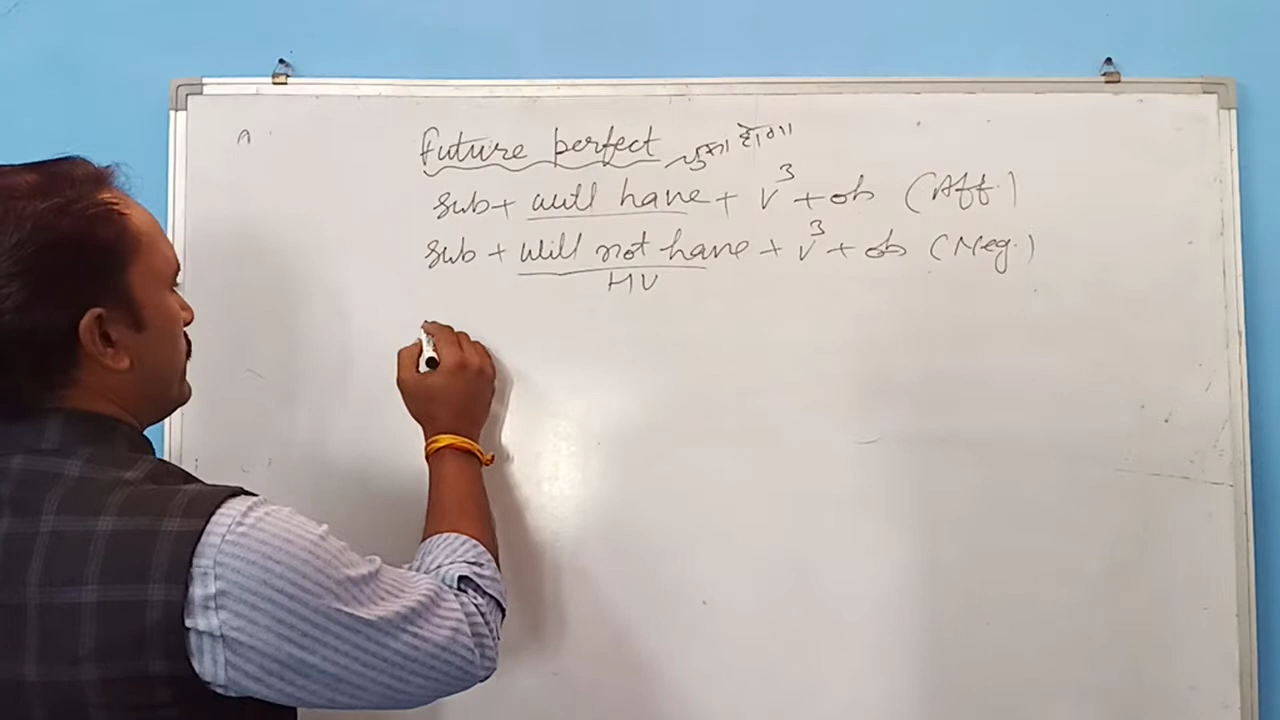 A
Future perfect
sub + will have + V³ + ob (Aff.)
sub + will not have + V³ + ob (Neg.)
HV